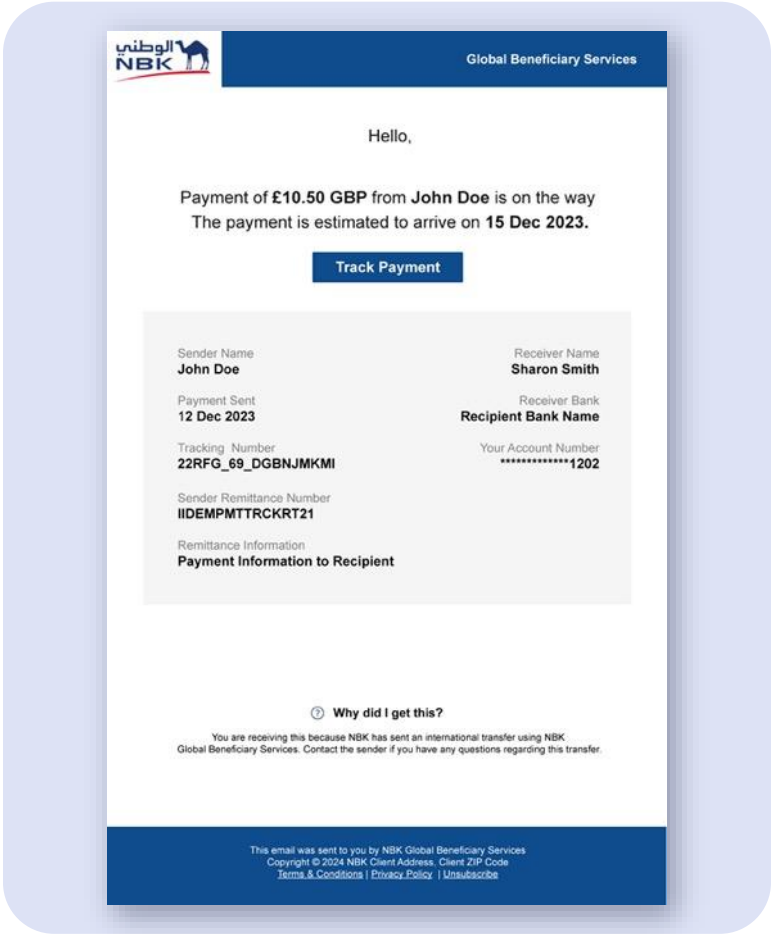 الوطني
NBK
Global Beneficiary Services
Hello,
Payment of £10.50 GBP from John Doe is on the way
The payment is estimated to arrive on 15 Dec 2023.
Track Payment
Sender Name
John Doe
Receiver Name
Sharon Smith
Payment Sent
12 Dec 2023
Receiver Bank
Recipient Bank Name
Tracking Number
22RFG_69_DGBNJMKMI
Your Account Number
*************1202
Sender Remittance Number
IIDEMPMTTRCKRT21
Remittance Information
Payment Information to Recipient
? Why did I get this?
You are receiving this because NBK has sent an international transfer using NBK
Global Beneficiary Services. Contact the sender if you have any questions regarding this transfer.
This email was sent to you by NBK Global Beneficiary Services
Copyright © 2024 NBK Client Address, Client ZIP Code
Terms & Conditions | Privacy Policy | Unsubscribe